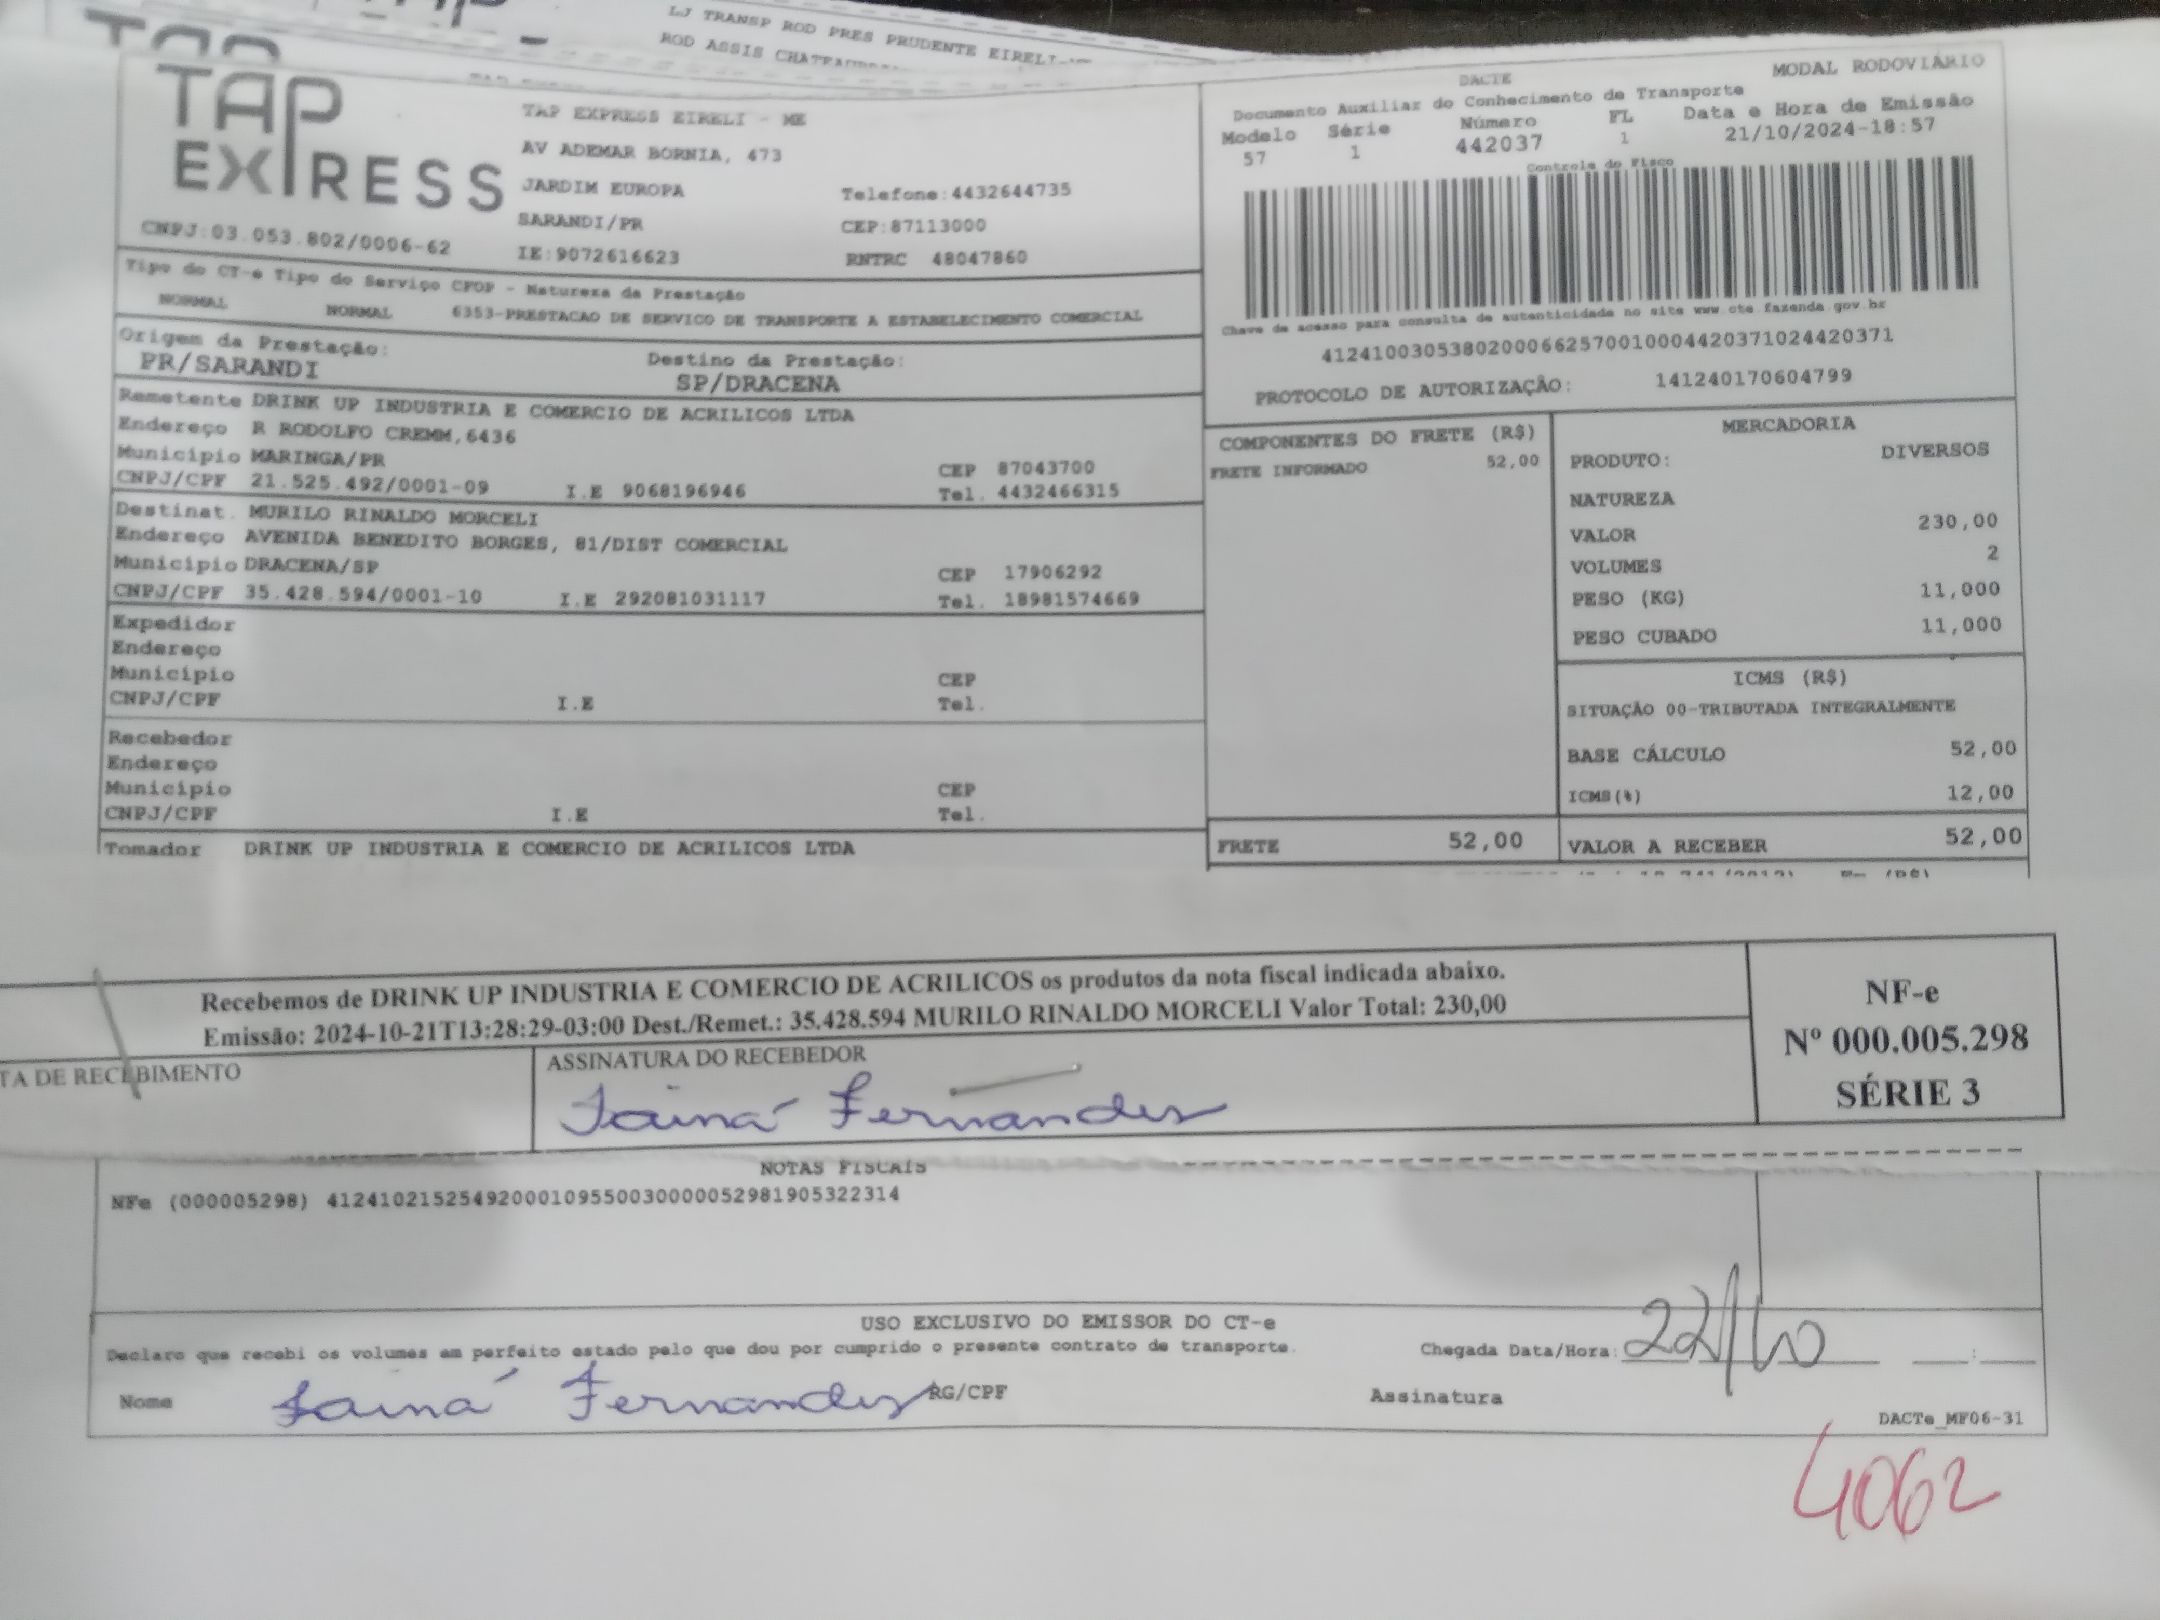 LJ TRANSP ROD PRES PRUDENTE EIRELI
ROD ASSIS
TAP
EXPRESS
CNPJ:03.053.802/0006-62
TAP EXPRESS EIRELI - ME
AV ADEMAR BORNIA, 473
JARDIM EUROPA Telefone:4432644735
SARANDI/PR CEP:87113000
IE:9072616623 RNTRC 48047860
DACTE MODAL RODOVIÁRIO
Documento Auxiliar do Conhecimento de Transporte
Modelo Série Número FL Data e Hora de Emissão
57 1 442037 1 21/10/2024-18:57
Controle do Fisco
Chave de acesso para consulta de autenticidade no site www.cte.fazenda.gov.br
41241003053802000662570010004420371024420371
PROTOCOLO DE AUTORIZAÇÃO: 141240170604799
Tipo do CT-e Tipo do Serviço CFOP - Natureza da Prestação
NORMAL NORMAL 6353-PRESTACAO DE SERVICO DE TRANSPORTE A ESTABELECIMENTO COMERCIAL
Origem da Prestação: Destino da Prestação:
PR/SARANDI SP/DRACENA
Remetente DRINK UP INDUSTRIA E COMERCIO DE ACRILICOS LTDA
Endereço R RODOLFO CREMM,6436
Município MARINGA/PR CEP 87043700
CNPJ/CPF 21.525.492/0001-09 I.E 9068196946 Tel. 4432466315
Destinat. MURILO RINALDO MORCELI
Endereço AVENIDA BENEDITO BORGES, 81/DIST COMERCIAL
Município DRACENA/SP CEP 17906292
CNPJ/CPF 35.428.594/0001-10 I.E 292081031117 Tel. 18981574669
Expedidor
Endereço
Município CEP
CNPJ/CPF I.E Tel.
Recebedor
Endereço
Município CEP
CNPJ/CPF I.E Tel.
Tomador DRINK UP INDUSTRIA E COMERCIO DE ACRILICOS LTDA
COMPONENTES DO FRETE (R$)
FRETE INFORMADO 52,00
FRETE 52,00
MERCADORIA
PRODUTO: DIVERSOS
NATUREZA
VALOR 230,00
VOLUMES 2
PESO (KG) 11,000
PESO CUBADO 11,000
ICMS (R$)
SITUAÇÃO 00-TRIBUTADA INTEGRALMENTE
BASE CÁLCULO 52,00
ICMS(%) 12,00
VALOR A RECEBER 52,00
Recebemos de DRINK UP INDUSTRIA E COMERCIO DE ACRILICOS os produtos da nota fiscal indicada abaixo.
Emissão: 2024-10-21T13:28:29-03:00 Dest./Remet.: 35.428.594 MURILO RINALDO MORCELI Valor Total: 230,00
TA DE RECEBIMENTO
ASSINATURA DO RECEBEDOR
Tainá Fernandes
NF-e
Nº 000.005.298
SÉRIE 3
NOTAS FISCAIS
NFe (000005298) 41241021525492000109550030000052981905322314
USO EXCLUSIVO DO EMISSOR DO CT-e
Declaro que recebi os volumes em perfeito estado pelo que dou por cumprido o presente contrato de transporte.
Chegada Data/Hora: 22/10 :
Nome Tainá Fernandes RG/CPF
Assinatura
DACTe_MF06-31
4062